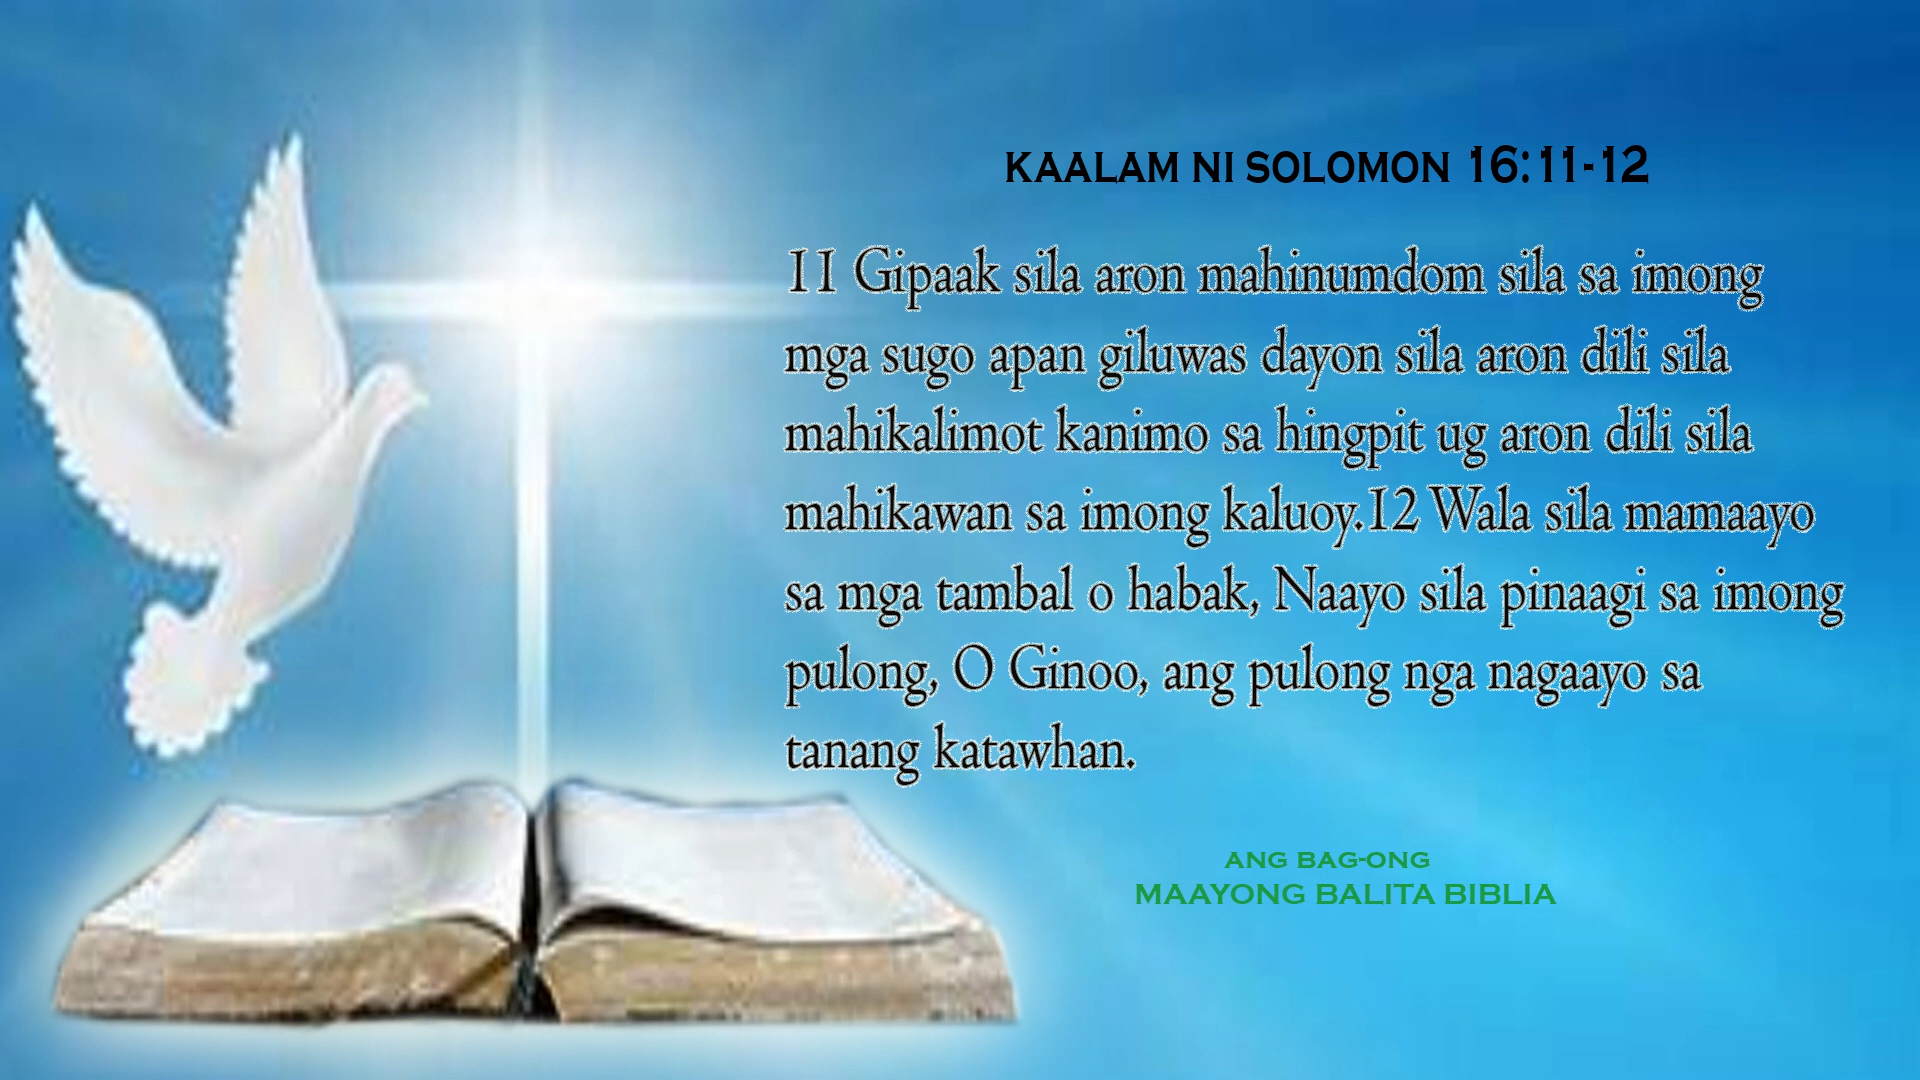 KAALAM NI SOLOMON 16:11-12
11 Gipaak sila aron mahinumdom sila sa imong
mga sugo apan giluwas dayon sila aron dili sila
mahikalimot kanimo sa hingpit ug aron dili sila
mahikawan sa imong kaluoy.12 Wala sila mamaayo
sa mga tambal o habak, Naayo sila pinaagi sa imong
pulong, O Ginoo, ang pulong nga nagaayo sa
tanang katawhan.
ANG BAG-ONG
MAAYONG BALITA BIBLIA